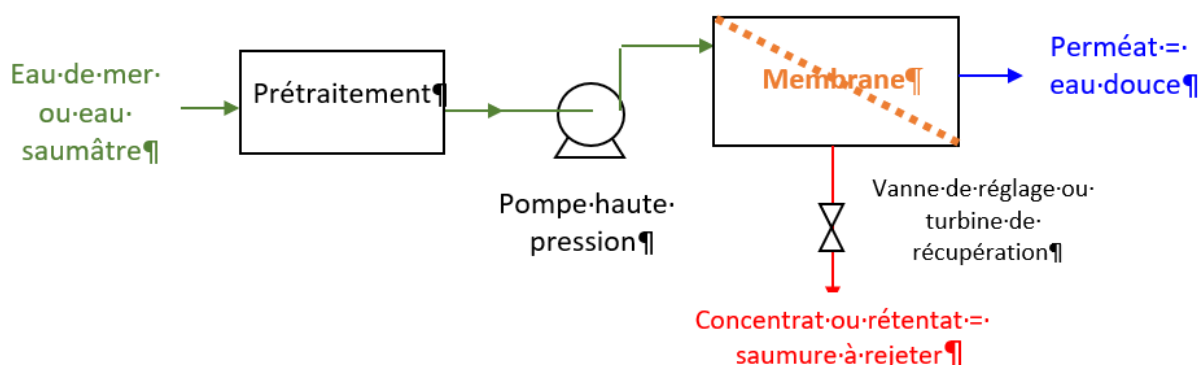 Eau·de·mer·
ou·eau·
saumâtre¶
Prétraitement¶
Pompe·haute·
pression¶
Membrane¶
Perméat·=·
eau·douce¶
Vanne·de·réglage·ou·
turbine·de·
récupération¶
Concentrat·ou·rétentat·=·
saumure·à·rejeter¶